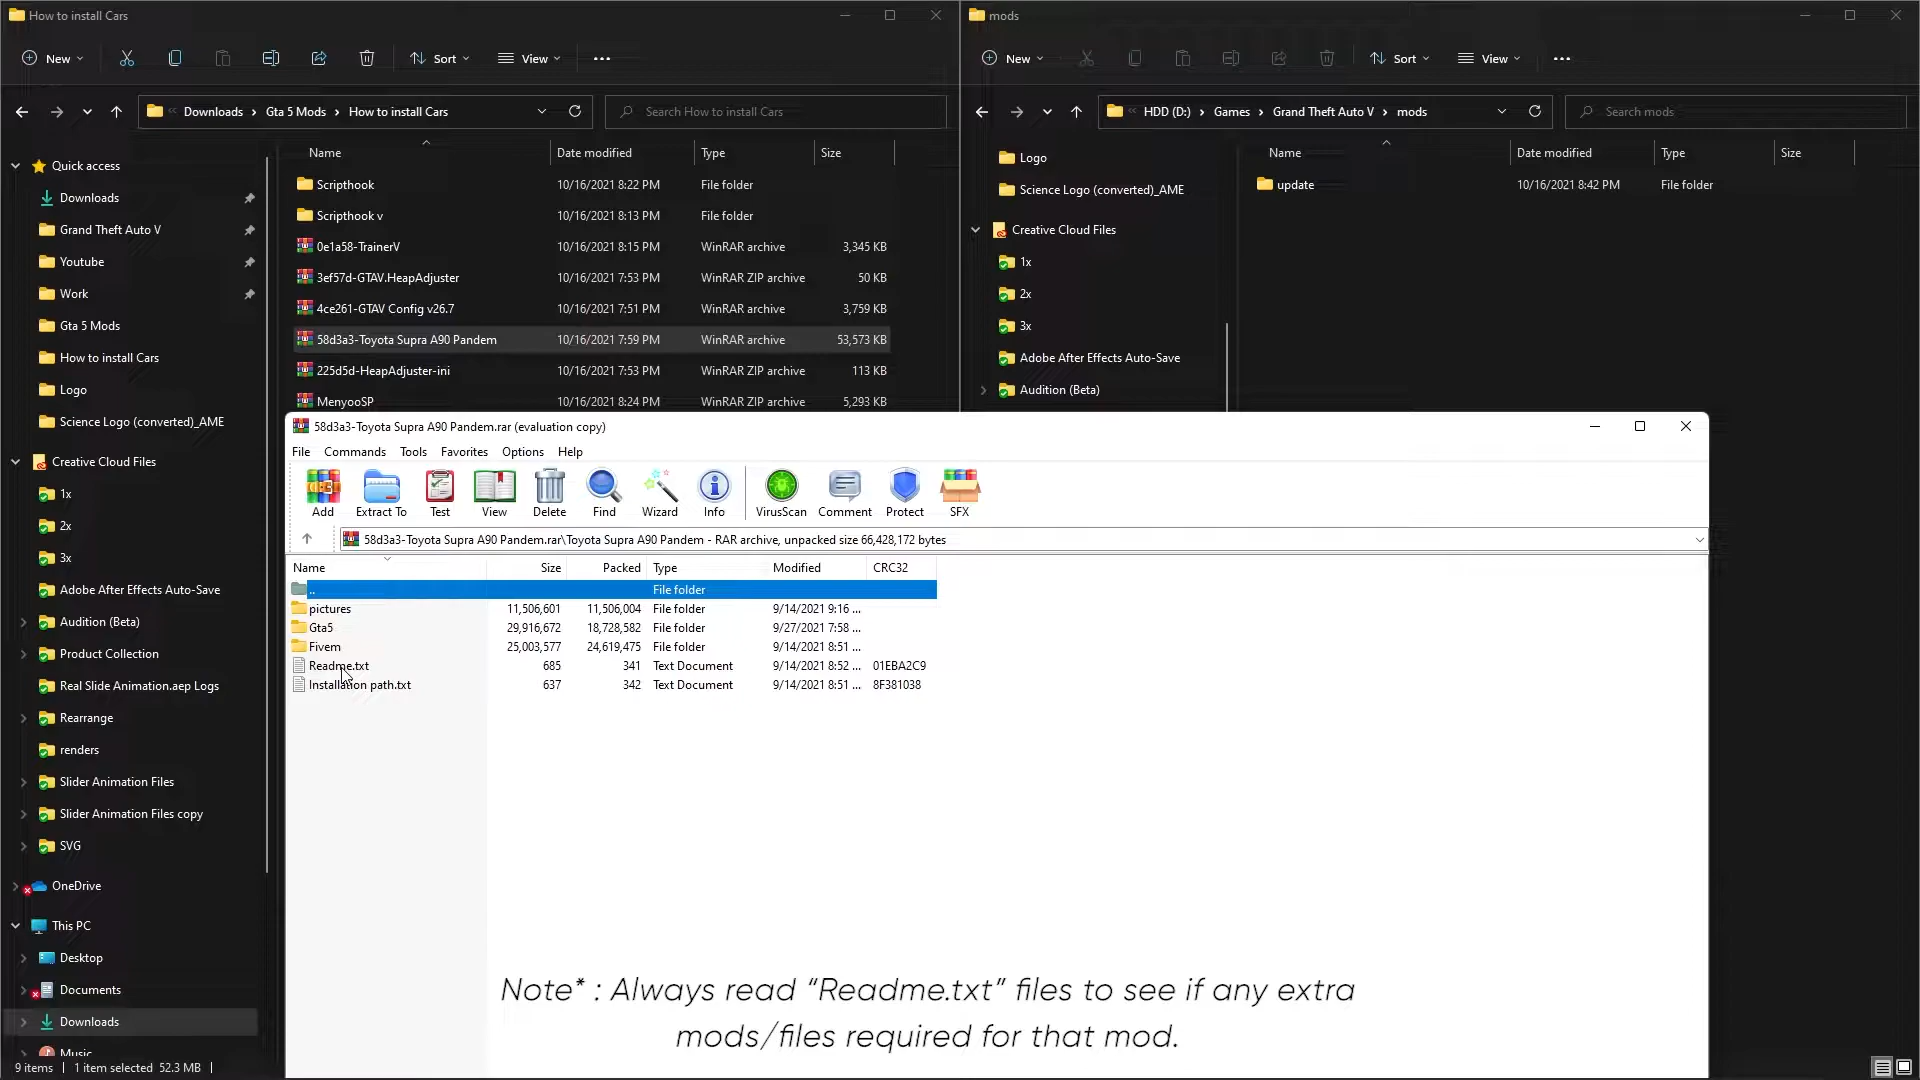 How to install Cars
New
Sort
View
Downloads Gta 5 Mods How to install Cars
Search How to install Cars
Quick access
Downloads
Grand Theft Auto V
Youtube
Work
Gta 5 Mods
How to install Cars
Logo
Science Logo (converted)_AME
Creative Cloud Files
1x
2x
3x
Adobe After Effects Auto-Save
Audition (Beta)
Product Collection
Real Slide Animation.aep Logs
Rearrange
renders
Slider Animation Files
Slider Animation Files copy
SVG
OneDrive
This PC
Desktop
Documents
Downloads
Music
9 items 1 item selected 52.3 MB
Name Date modified Type Size
Scripthook 10/16/2021 8:22 PM File folder
Scripthook v 10/16/2021 8:13 PM File folder
0e1a58-TrainerV 10/16/2021 8:15 PM WinRAR archive 3,345 KB
3ef57d-GTAV.HeapAdjuster 10/16/2021 7:53 PM WinRAR ZIP archive 50 KB
4ce261-GTAV Config v26.7 10/16/2021 7:51 PM WinRAR archive 3,759 KB
58d3a3-Toyota Supra A90 Pandem 10/16/2021 7:59 PM WinRAR archive 53,573 KB
225d5d-HeapAdjuster-ini 10/16/2021 7:53 PM WinRAR ZIP archive 113 KB
MenyooSP 10/16/2021 8:24 PM WinRAR ZIP archive 5,293 KB
mods
New
Sort
View
HDD (D:) Games Grand Theft Auto V mods
Search mods
Logo
Science Logo (converted)_AME
Creative Cloud Files
1x
2x
3x
Adobe After Effects Auto-Save
Audition (Beta)
Name Date modified Type Size
update 10/16/2021 8:42 PM File folder
58d3a3-Toyota Supra A90 Pandem.rar (evaluation copy)
File Commands Tools Favorites Options Help
Add Extract To Test View Delete Find Wizard Info VirusScan Comment Protect SFX
58d3a3-Toyota Supra A90 Pandem.rar\Toyota Supra A90 Pandem - RAR archive, unpacked size 66,428,172 bytes
Name Size Packed Type Modified CRC32
.. File folder
pictures 11,506,601 11,506,004 File folder 9/14/2021 9:16 ...
Gta5 29,916,672 18,728,582 File folder 9/27/2021 7:58 ...
Fivem 25,003,577 24,619,475 File folder 9/14/2021 8:51 ...
Readme.txt 685 341 Text Document 9/14/2021 8:52 ... 01EBA2C9
Installation path.txt 637 342 Text Document 9/14/2021 8:51 ... 8F381038
Note* : Always read “Readme.txt” files to see if any extra
mods/files required for that mod.